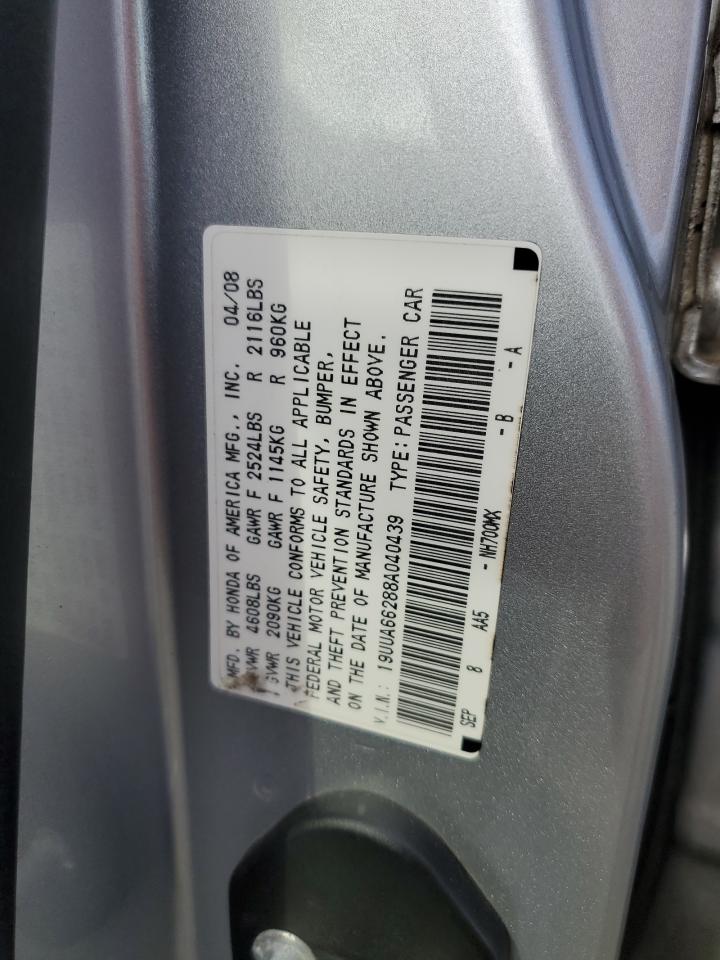 MFD. BY HONDA OF AMERICA MFG., INC. 04/08
GVWR 4608LBS GAWR F 2524LBS R 2116LBS
GVWR 2090KG GAWR F 1145KG R 960KG
THIS VEHICLE CONFORMS TO ALL APPLICABLE
FEDERAL MOTOR VEHICLE SAFETY, BUMPER,
AND THEFT PREVENTION STANDARDS IN EFFECT
ON THE DATE OF MANUFACTURE SHOWN ABOVE.
V.I.N.: 19UUA66288A040439 TYPE: PASSENGER CAR
SEP 8 AA5 - NH700MX - B - A